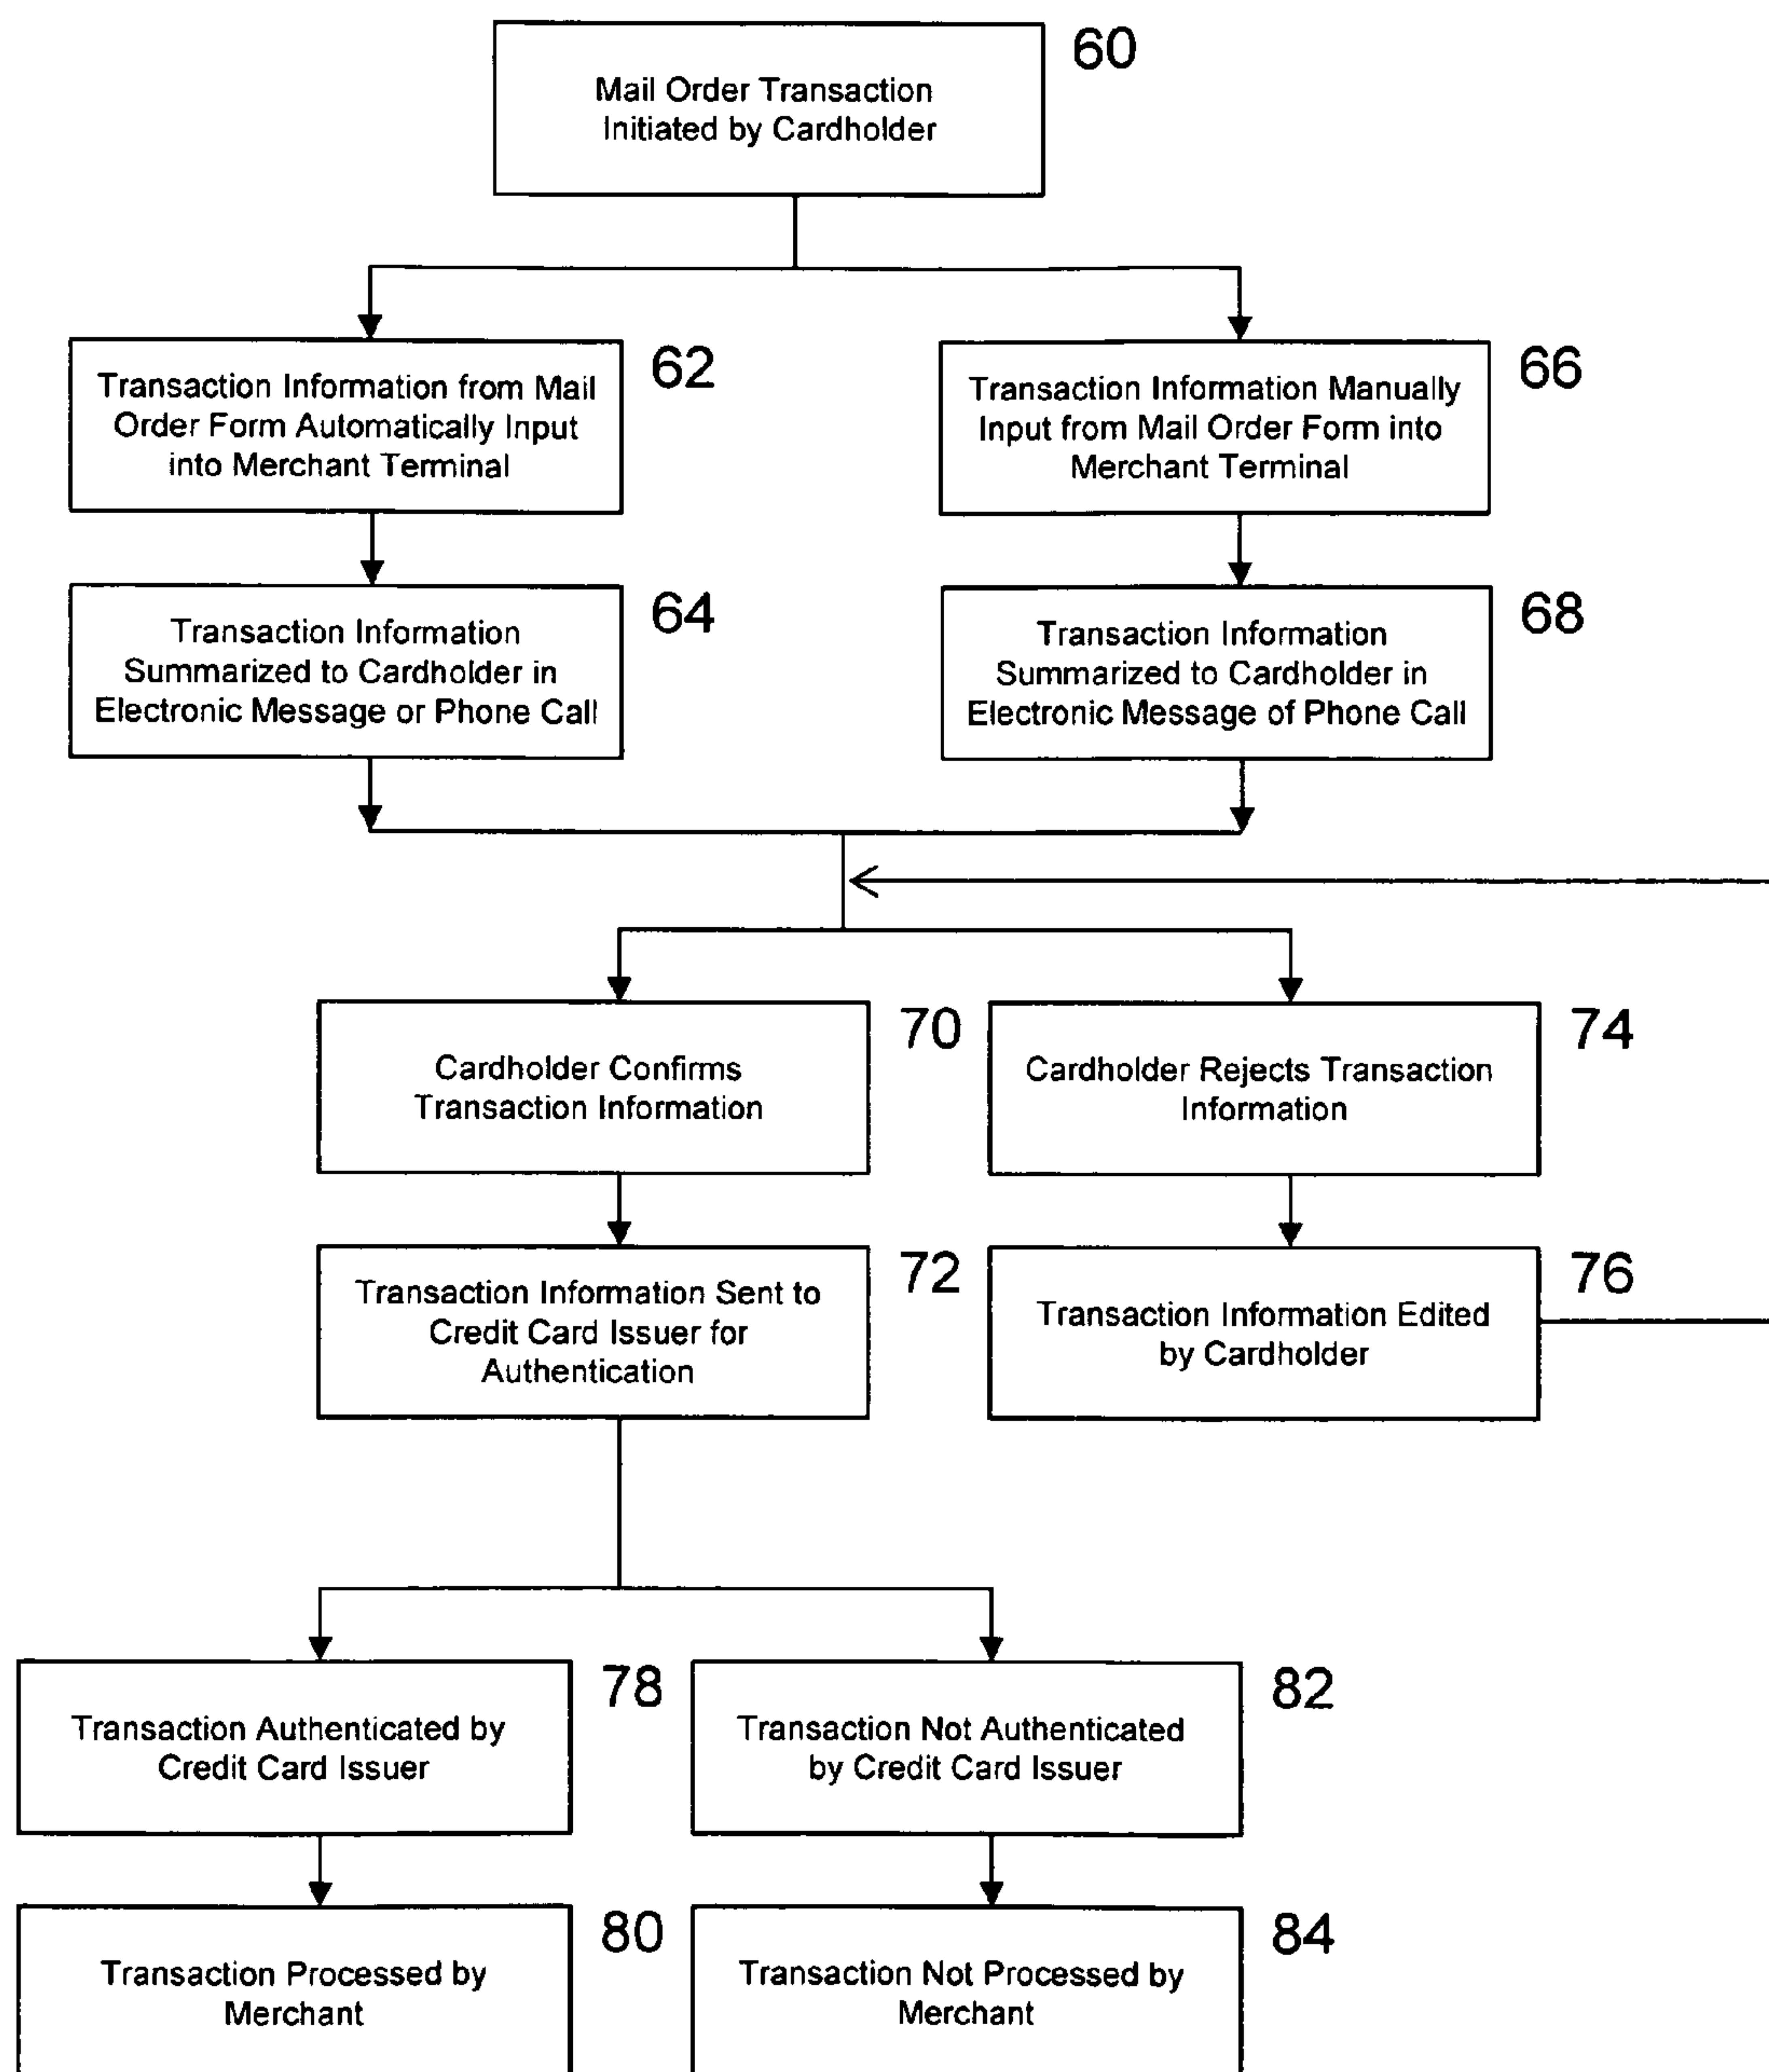 60
Mail Order Transaction
Initiated by Cardholder
62
Transaction Information from Mail
Order Form Automatically Input
into Merchant Terminal
66
Transaction Information Manually
Input from Mail Order Form into
Merchant Terminal
64
Transaction Information
Summarized to Cardholder in
Electronic Message or Phone Call
68
Transaction Information
Summarized to Cardholder in
Electronic Message of Phone Call
70
Cardholder Confirms
Transaction Information
74
Cardholder Rejects Transaction
Information
72
Transaction Information Sent to
Credit Card Issuer for
Authentication
76
Transaction Information Edited
by Cardholder
78
Transaction Authenticated by
Credit Card Issuer
82
Transaction Not Authenticated
by Credit Card Issuer
80
Transaction Processed by
Merchant
84
Transaction Not Processed by
Merchant